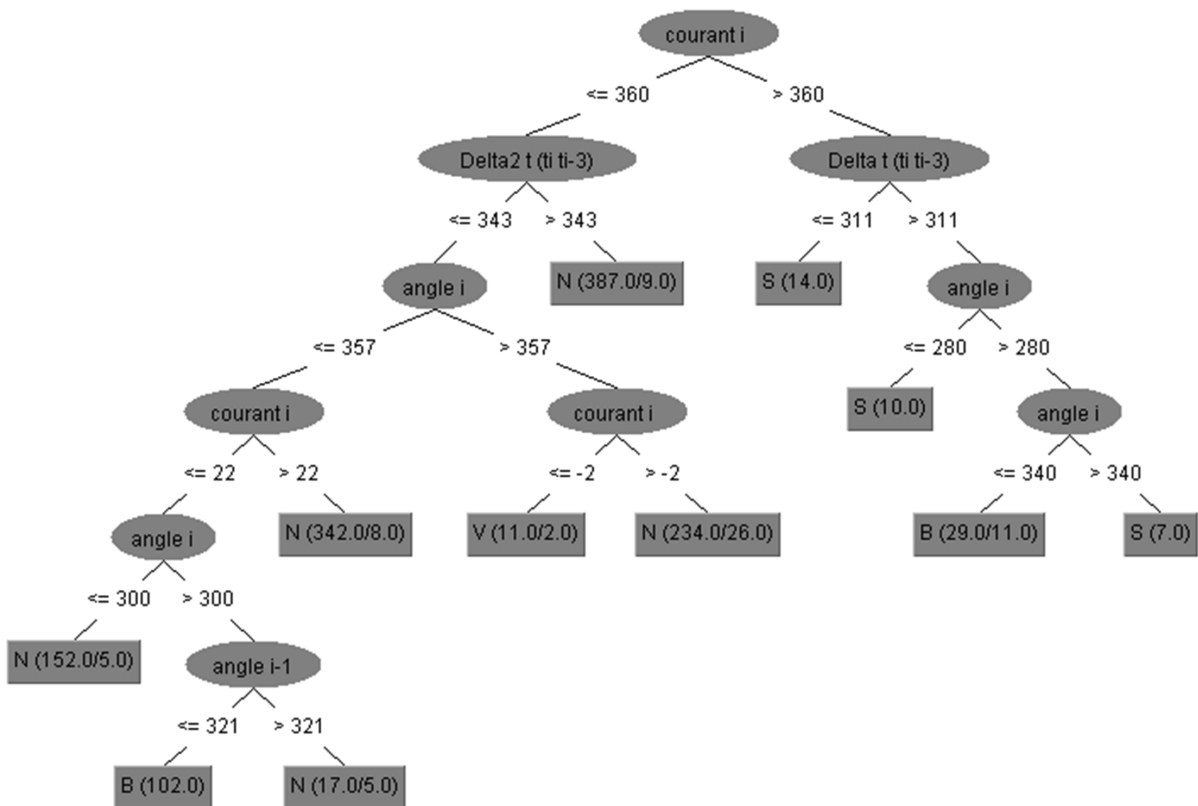 courant i
<= 360 > 360
Delta2 t (ti ti-3) Delta t (ti ti-3)
<= 343 > 343 <= 311 > 311
angle i N (387.0/9.0) S (14.0) angle i
<= 357 > 357 <= 280 > 280
courant i courant i S (10.0) angle i
<= 22 > 22 <= -2 > -2 <= 340 > 340
angle i N (342.0/8.0) V (11.0/2.0) N (234.0/26.0) B (29.0/11.0) S (7.0)
<= 300 > 300
N (152.0/5.0) angle i-1
<= 321 > 321
B (102.0) N (17.0/5.0)